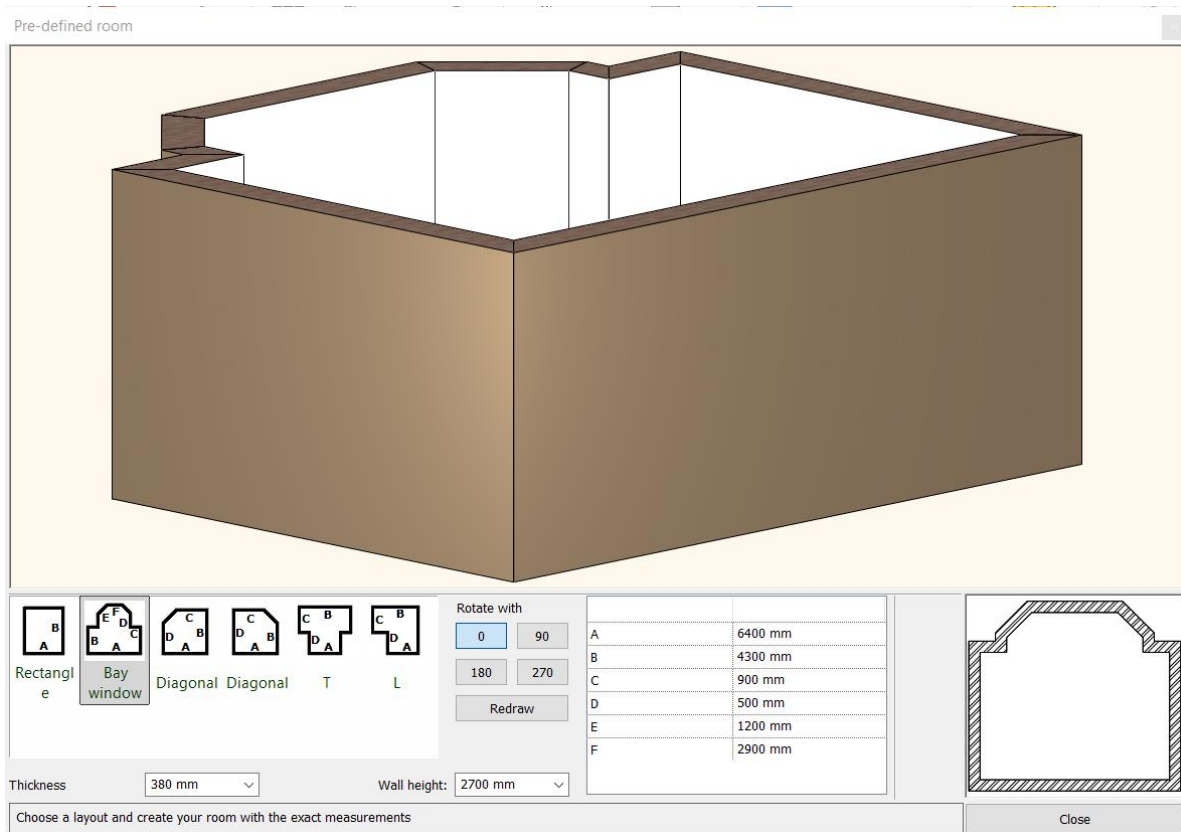 Pre-defined room
B
A
E F D
B C
A
C
D B
A
C
D B
A
C B
D A
C B
D
A
Rectangl
e
Bay
window
Diagonal
Diagonal
T
L
Rotate with
0 90
180 270
Redraw
A 6400 mm
B 4300 mm
C 900 mm
D 500 mm
E 1200 mm
F 2900 mm
Thickness 380 mm Wall height: 2700 mm
Choose a layout and create your room with the exact measurements
Close